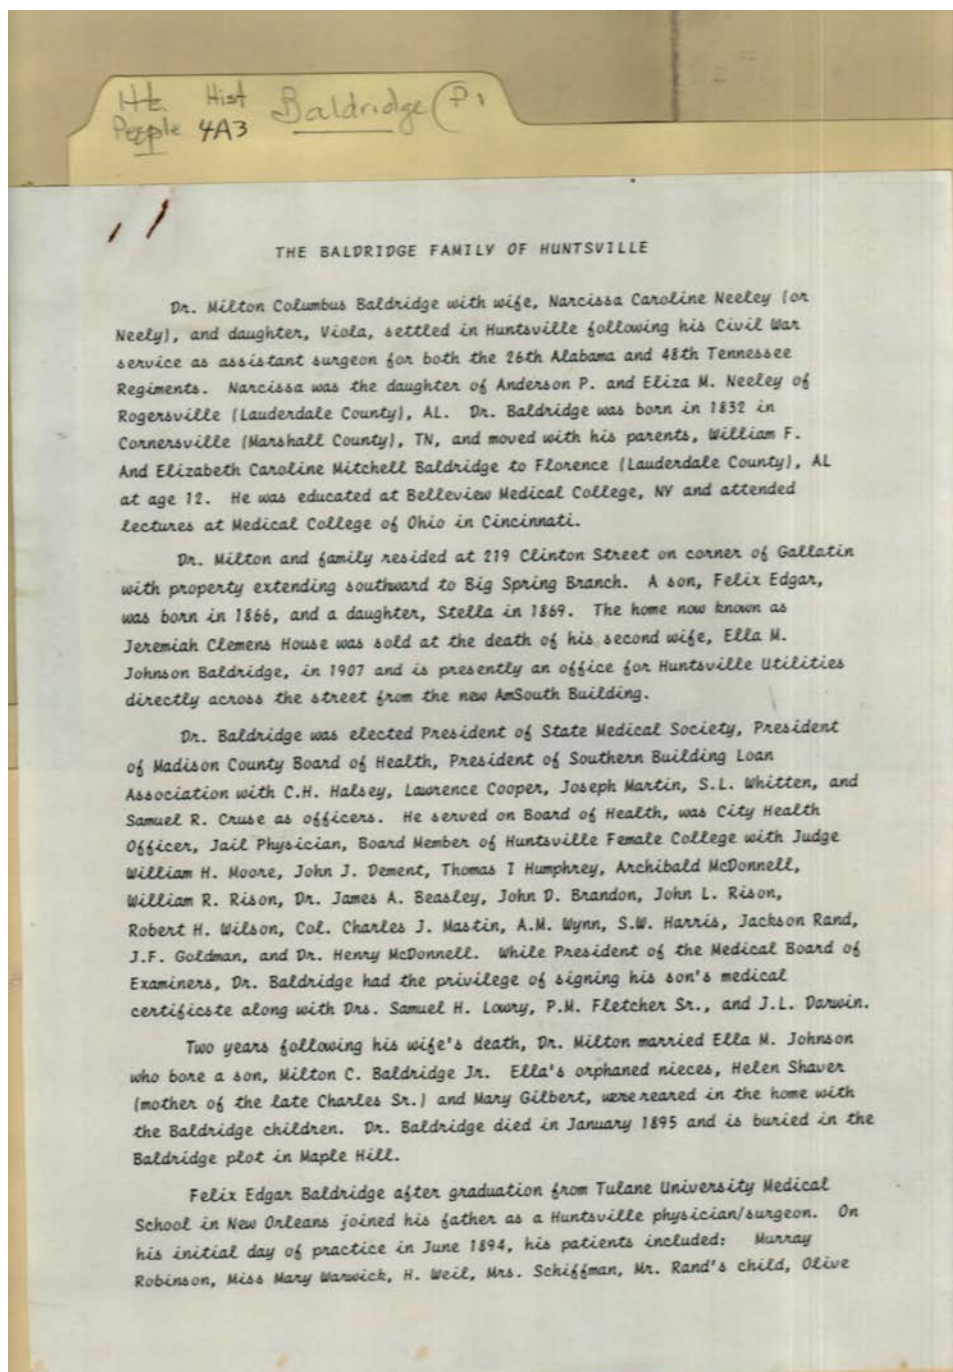 Htz. Hist Baldridge (P1
People 4A3
THE BALDRIDGE FAMILY OF HUNTSVILLE
Dr. Milton Columbus Baldridge with wife, Narcissa Caroline Neeley (or
Neely), and daughter, Viola, settled in Huntsville following his Civil War
service as assistant surgeon for both the 26th Alabama and 48th Tennessee
Regiments. Narcissa was the daughter of Anderson P. and Eliza M. Neeley of
Rogersville (Lauderdale County), AL. Dr. Baldridge was born in 1832 in
Cornersville (Marshall County), TN, and moved with his parents, William F.
And Elizabeth Caroline Mitchell Baldridge to Florence (Lauderdale County), AL
at age 12. He was educated at Belleview Medical College, NY and attended
lectures at Medical College of Ohio in Cincinnati.
Dr. Milton and family resided at 219 Clinton Street on corner of Gallatin
with property extending southward to Big Spring Branch. A son, Felix Edgar,
was born in 1866, and a daughter, Stella in 1869. The home now known as
Jeremiah Clemens House was sold at the death of his second wife, Ella M.
Johnson Baldridge, in 1907 and is presently an office for Huntsville Utilities
directly across the street from the new AmSouth Building.
Dr. Baldridge was elected President of State Medical Society, President
of Madison County Board of Health, President of Southern Building Loan
Association with C.H. Halsey, Lawrence Cooper, Joseph Martin, S.L. Whitten, and
Samuel R. Cruse as officers. He served on Board of Health, was City Health
Officer, Jail Physician, Board Member of Huntsville Female College with Judge
William H. Moore, John J. Dement, Thomas I Humphrey, Archibald McDonnell,
William R. Rison, Dr. James A. Beasley, John D. Brandon, John L. Rison,
Robert H. Wilson, Col. Charles J. Mastin, A.M. Wynn, S.W. Harris, Jackson Rand,
J.F. Goldman, and Dr. Henry McDonnell. While President of the Medical Board of
Examiners, Dr. Baldridge had the privilege of signing his son's medical
certificste along with Drs. Samuel H. Lowry, P.M. Fletcher Sr., and J.L. Darwin.
Two years following his wife's death, Dr. Milton married Ella M. Johnson
who bore a son, Milton C. Baldridge Jr. Ella's orphaned nieces, Helen Shaver
(mother of the late Charles Sr.) and Mary Gilbert, were reared in the home with
the Baldridge children. Dr. Baldridge died in January 1895 and is buried in the
Baldridge plot in Maple Hill.
Felix Edgar Baldridge after graduation from Tulane University Medical
School in New Orleans joined his father as a Huntsville physician/surgeon. On
his initial day of practice in June 1894, his patients included: Murray
Robinson, Miss Mary Warwick, H. Weil, Mrs. Schiffman, Mr. Rand's child, Olive